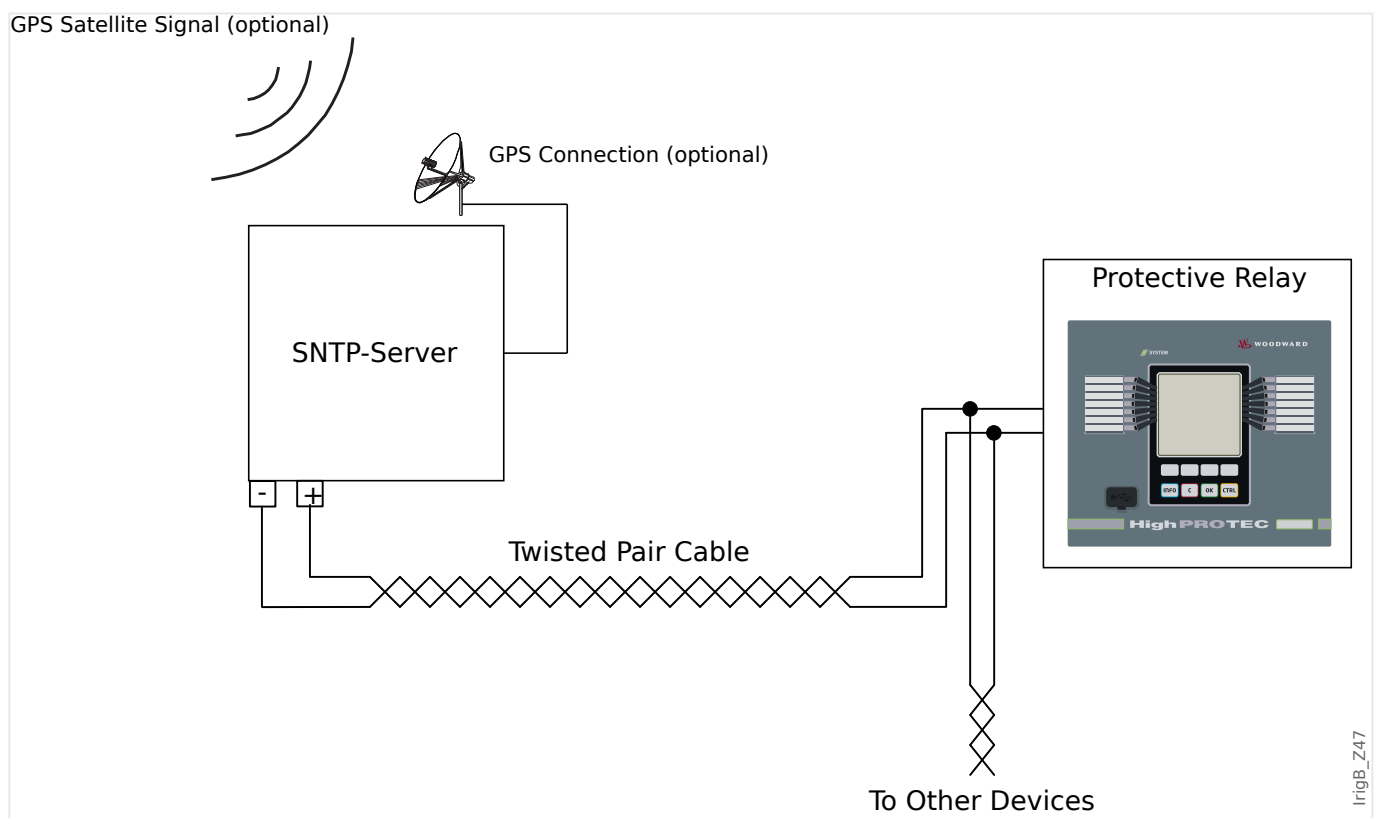 GPS Satellite Signal (optional)
GPS Connection (optional)
SNTP-Server
- +
Protective Relay
WOODWARD
SYSTEM
INFO C OK CTRL
HighPROTEC
Twisted Pair Cable
To Other Devices
IrigB_Z47